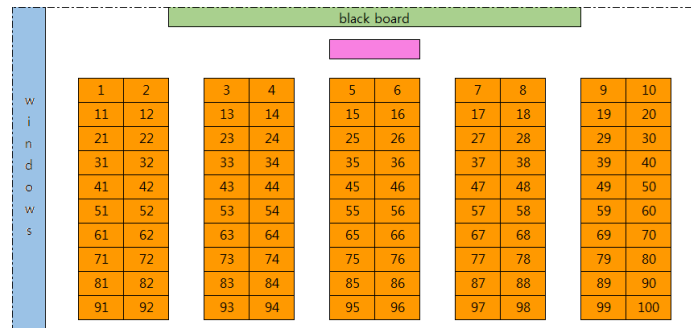 black board
windows
1 2 3 4 5 6 7 8 9 10
11 12 13 14 15 16 17 18 19 20
21 22 23 24 25 26 27 28 29 30
31 32 33 34 35 36 37 38 39 40
41 42 43 44 45 46 47 48 49 50
51 52 53 54 55 56 57 58 59 60
61 62 63 64 65 66 67 68 69 70
71 72 73 74 75 76 77 78 79 80
81 82 83 84 85 86 87 88 89 90
91 92 93 94 95 96 97 98 99 100